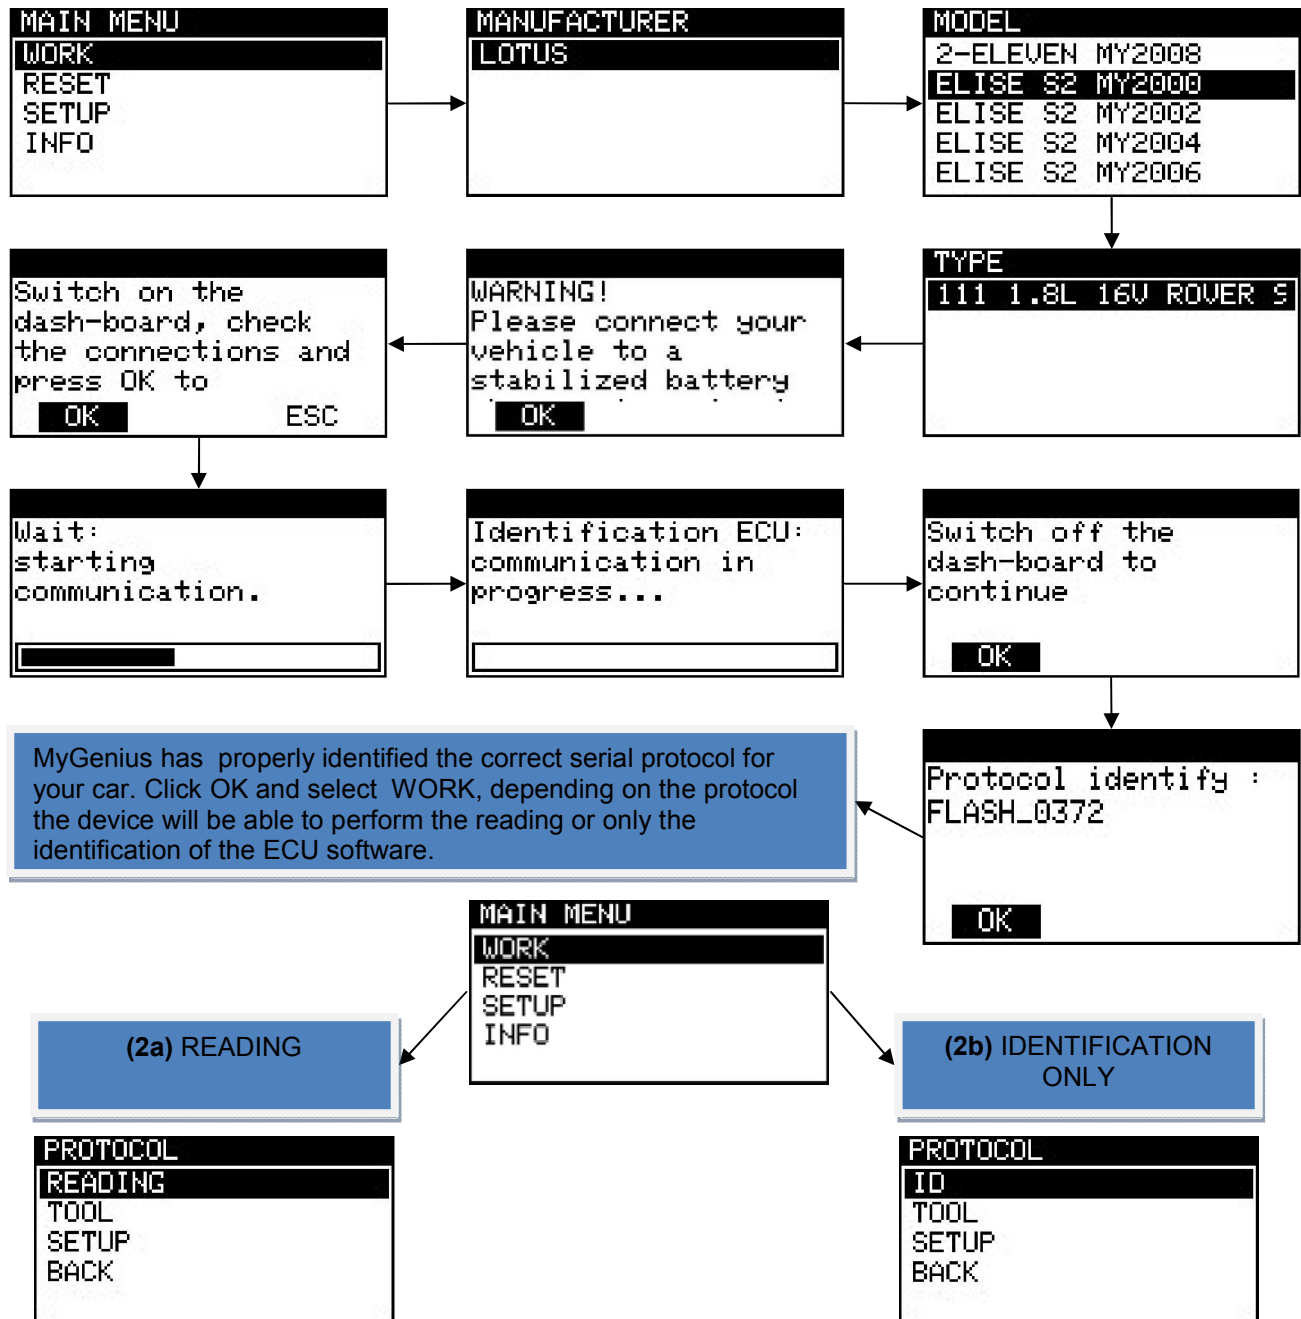 MAIN MENU
WORK
RESET
SETUP
INFO
MANUFACTURER
LOTUS
MODEL
2-ELEVEN MY2008
ELISE S2 MY2000
ELISE S2 MY2002
ELISE S2 MY2004
ELISE S2 MY2006
TYPE
111 1.8L 16V ROVER S
WARNING!
Please connect your
vehicle to a
stabilized battery
OK
Switch on the
dash-board, check
the connections and
press OK to
OK ESC
Wait:
starting
communication.
Identification ECU:
communication in
progress...
Switch off the
dash-board to
continue
OK
Protocol identify :
FLASH_0372
OK
MyGenius has properly identified the correct serial protocol for
your car. Click OK and select WORK, depending on the protocol
the device will be able to perform the reading or only the
identification of the ECU software.
MAIN MENU
WORK
RESET
SETUP
INFO
(2a) READING
(2b) IDENTIFICATION
ONLY
PROTOCOL
READING
TOOL
SETUP
BACK
PROTOCOL
ID
TOOL
SETUP
BACK